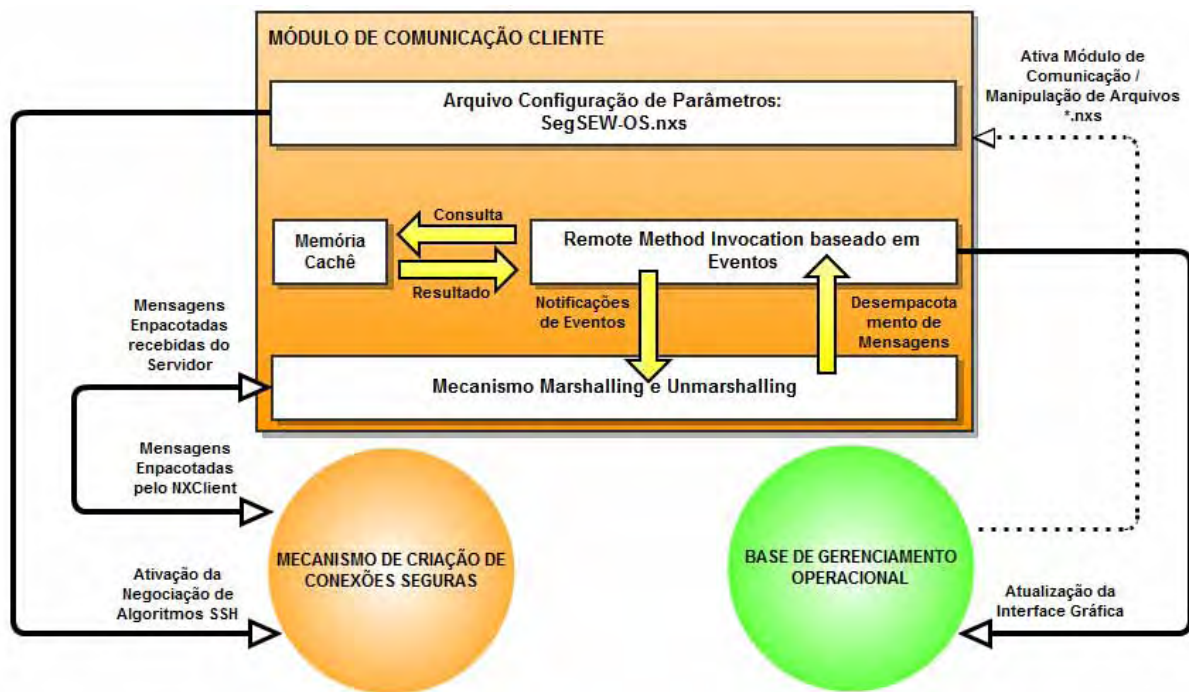 MÓDULO DE COMUNICAÇÃO CLIENTE
Arquivo Configuração de Parâmetros:
SegSEW-OS.nxs
Ativa Módulo de
Comunicação /
Manipulação de Arquivos
*.nxs
Consulta
Memória
Cachê
Resultado
Remote Method Invocation baseado em
Eventos
Notificações
de Eventos
Desempacota
mento de
Mensagens
Mecanismo Marshalling e Unmarshalling
Mensagens
Enpacotadas
recebidas do
Servidor
Mensagens
Enpacotadas
pelo NXClient
Ativação da
Negociação de
Algoritmos SSH
MECANISMO DE CRIAÇÃO DE
CONEXÕES SEGURAS
BASE DE GERENCIAMENTO
OPERACIONAL
Atualização da
Interface Gráfica